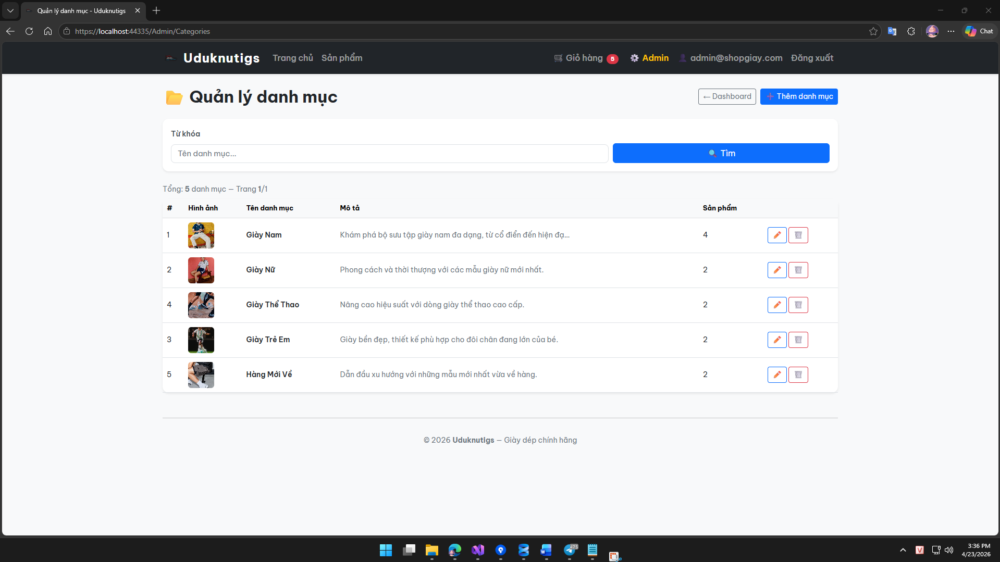 Quản lý danh mục - Uduknutigs
https://localhost:44335/Admin/Categories
Chat
Uduknutigs Trang chủ Sản phẩm Giỏ hàng 5 Admin admin@shopgiay.com Đăng xuất
Quản lý danh mục
← Dashboard
Thêm danh mục
Từ khóa
Tên danh mục...
Tìm
Tổng: 5 danh mục — Trang 1/1
# Hình ảnh Tên danh mục Mô tả Sản phẩm
1 Giày Nam Khám phá bộ sưu tập giày nam đa dạng, từ cổ điển đến hiện đạ... 4
2 Giày Nữ Phong cách và thời thượng với các mẫu giày nữ mới nhất. 2
4 Giày Thể Thao Nâng cao hiệu suất với dòng giày thể thao cao cấp. 2
3 Giày Trẻ Em Giày bền đẹp, thiết kế phù hợp cho đôi chân đang lớn của bé. 2
5 Hàng Mới Về Dẫn đầu xu hướng với những mẫu mới nhất vừa về hàng. 2
© 2026 Uduknutigs — Giày dép chính hãng
475
V
3:36 PM
4/23/2026